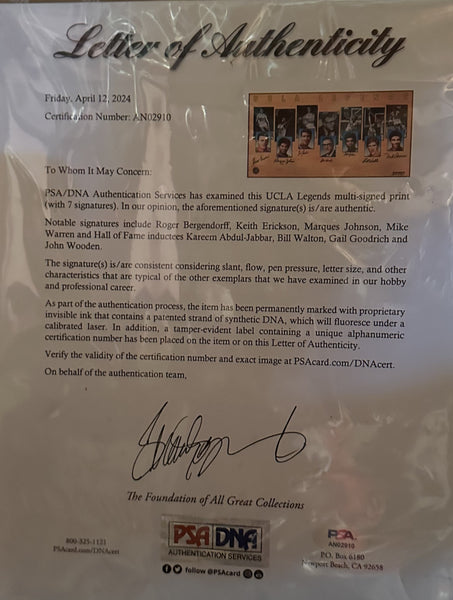 Letter of Authenticity
Friday, April 12, 2024
Certification Number: AN02910
UCLA LEGENDS
To Whom It May Concern:
PSA/DNA Authentication Services has examined this UCLA Legends multi-signed print
(with 7 signatures). In our opinion, the aforementioned signature(s) is/are authentic.
Notable signatures include Roger Bergendorff, Keith Erickson, Marques Johnson, Mike
Warren and Hall of Fame inductees Kareem Abdul-Jabbar, Bill Walton, Gail Goodrich and
John Wooden.
The signature(s) is/are consistent considering slant, flow, pen pressure, letter size, and other
characteristics that are typical of the other exemplars that we have examined in our hobby
and professional career.
As part of the authentication process, the item has been permanently marked with proprietary
invisible ink that contains a patented strand of synthetic DNA, which will fluoresce under a
calibrated laser. In addition, a tamper-evident label containing a unique alphanumeric
certification number has been placed on the item or on this Letter of Authenticity.
Verify the validity of the certification number and exact image at PSAcard.com/DNAcert.
On behalf of the authentication team,
The Foundation of All Great Collections
800-325-1121
PSAcard.com/DNAcert
PSA DNA
AUTHENTICATION SERVICES
follow @PSAcard
PSA
AN02910
P.O. Box 6180
Newport Beach, CA 92658